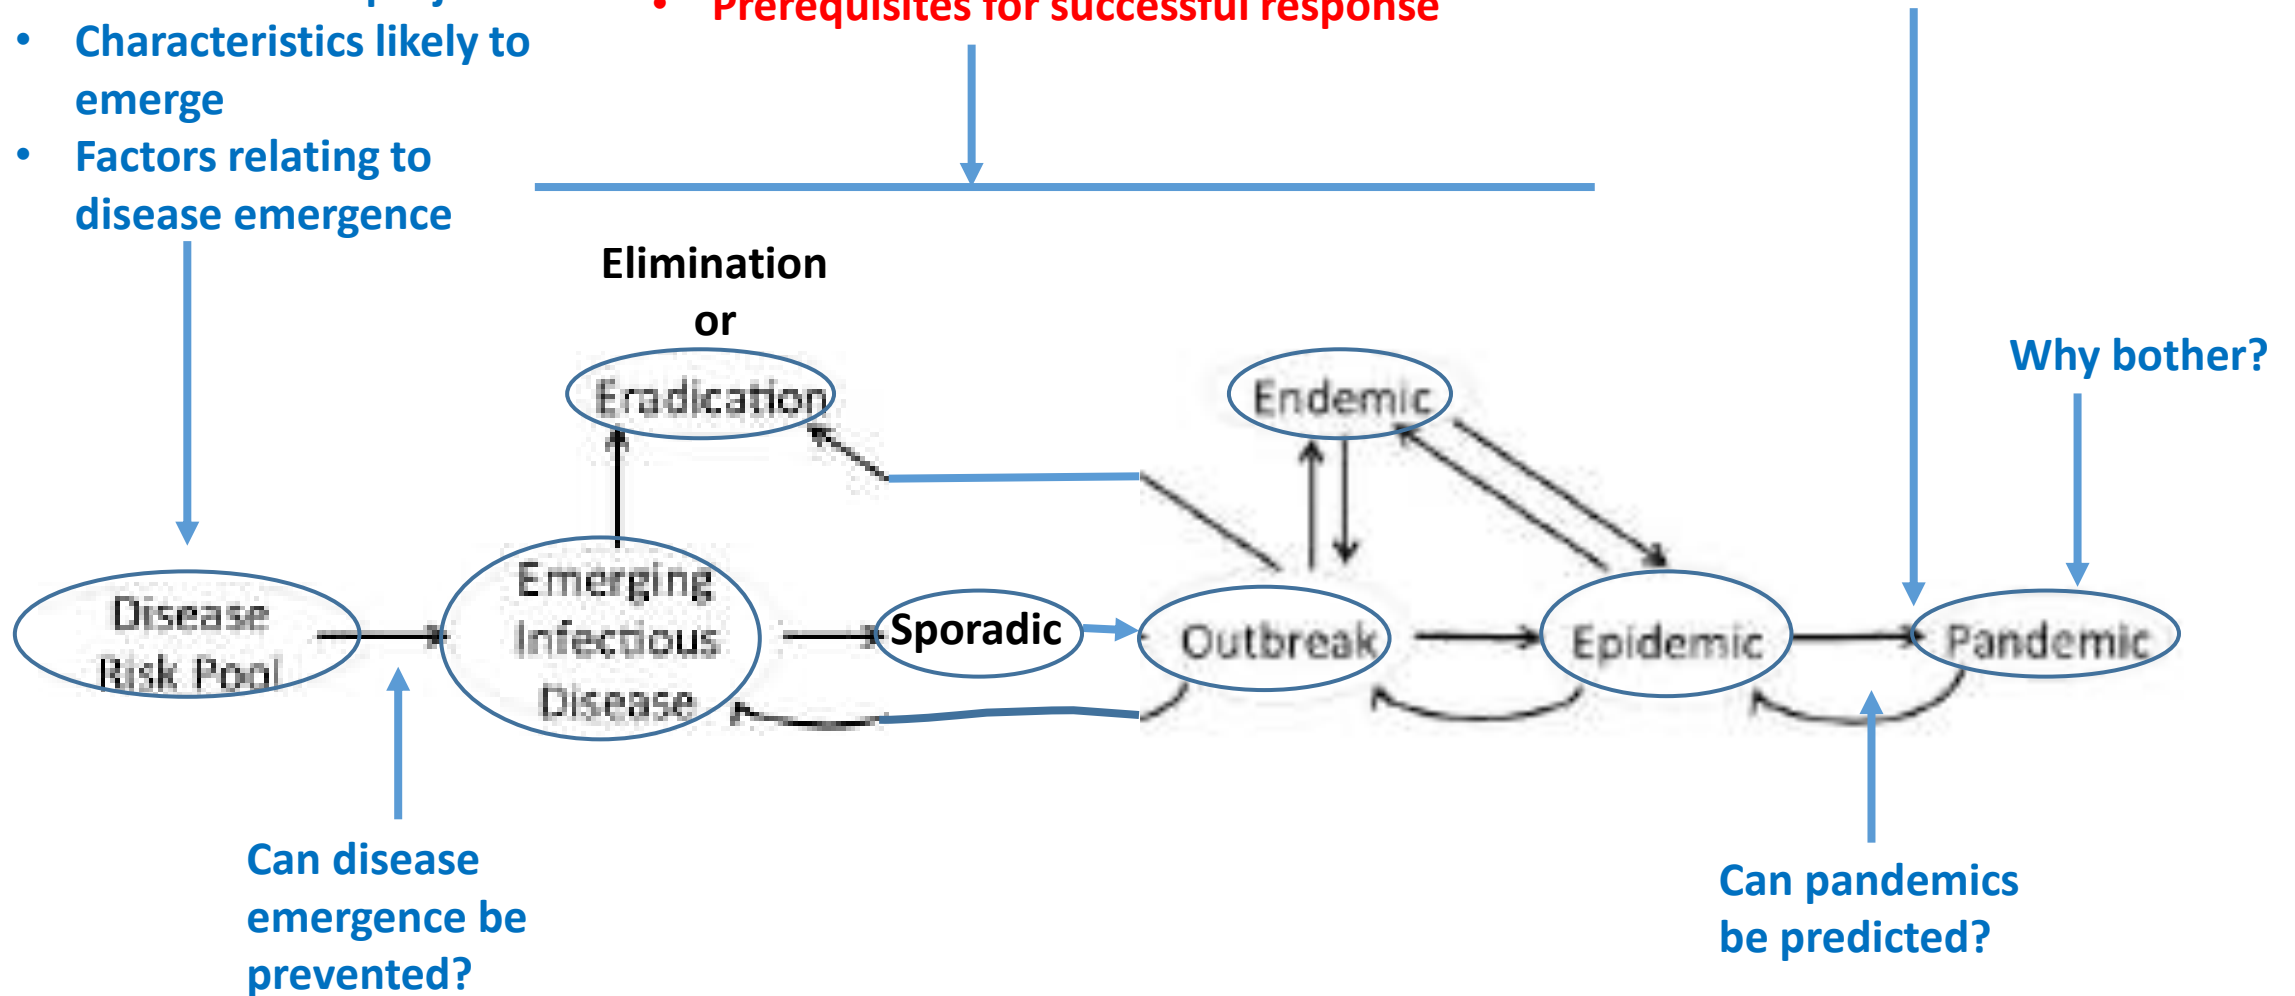 • Characteristics likely to
emerge
• Factors relating to
disease emergence
• Prerequisites for successful response
Elimination
or
Eradication
Endemic
Why bother?
Disease
Risk Pool
Emerging
Infectious
Disease
Sporadic
Outbreak
Epidemic
Pandemic
Can disease
emergence be
prevented?
Can pandemics
be predicted?